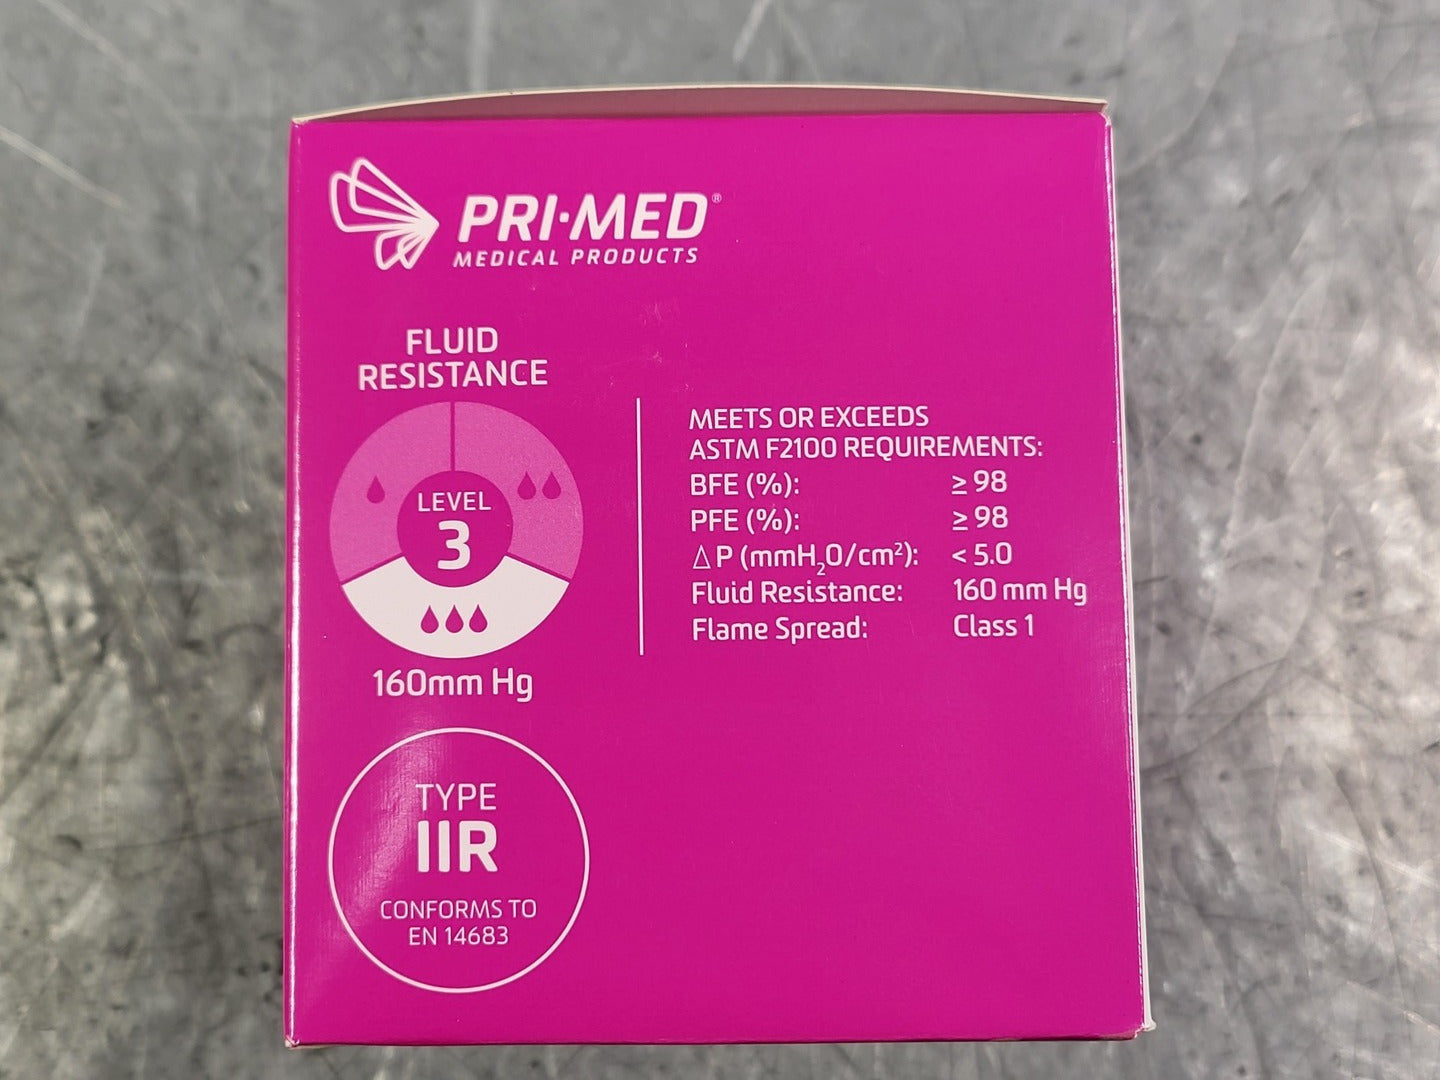 PRI·MED®
MEDICAL PRODUCTS
FLUID
RESISTANCE
LEVEL
3
160mm Hg
MEETS OR EXCEEDS
ASTM F2100 REQUIREMENTS:
BFE (%): ≥ 98
PFE (%): ≥ 98
△ P (mmH₂O/cm²): < 5.0
Fluid Resistance: 160 mm Hg
Flame Spread: Class 1
TYPE
IIR
CONFORMS TO
EN 14683